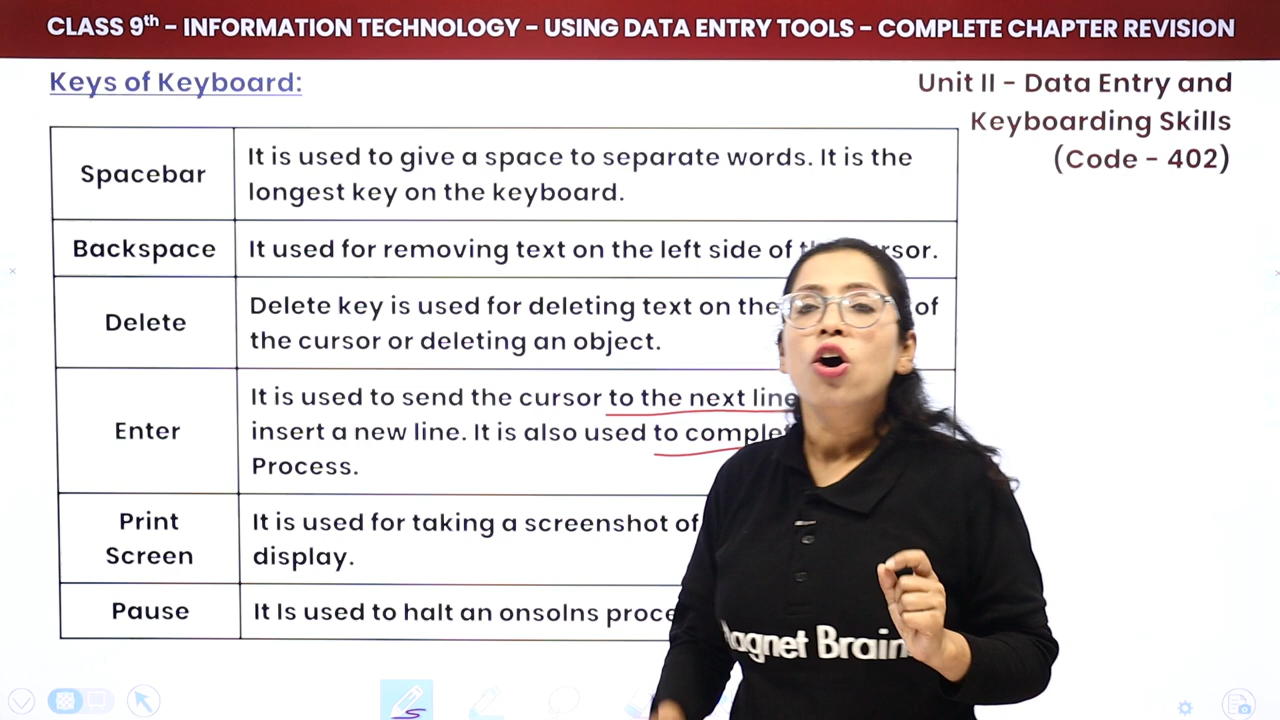 CLASS 9th – INFORMATION TECHNOLOGY – USING DATA ENTRY TOOLS – COMPLETE CHAPTER REVISION
Keys of Keyboard:
Unit II – Data Entry and
Keyboarding Skills
(Code – 402)
Spacebar
It is used to give a space to separate words. It is the
longest key on the keyboard.
Backspace
It used for removing text on the left side of
Delete
Delete key is used for deleting text on the of
the cursor or deleting an object.
Enter
It is used to send the cursor to the next line
insert a new line. It is also used to
Process.
Print
Screen
It is used for taking a screenshot of
display.
Pause
It Is used to halt an onsolns
Brain